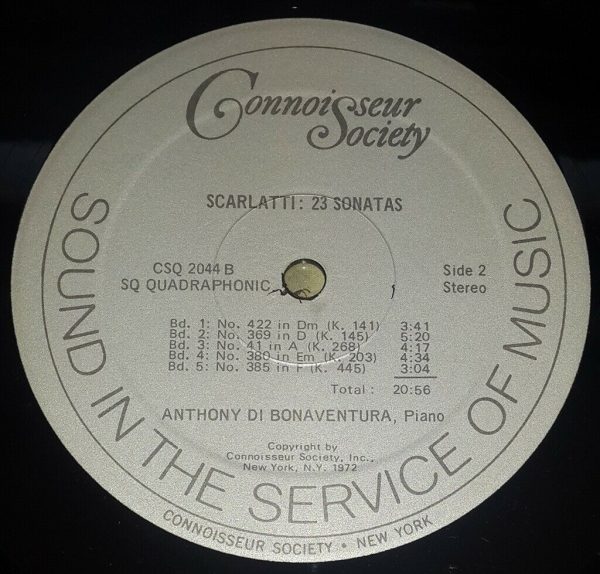 Connoisseur
Society
SCARLATTI: 23 SONATAS
CSQ 2044 B
SQ QUADRAPHONIC
Side 2
Stereo
Bd. 1: No. 422 in Dm (K. 141) 3:41
Bd. 2: No. 369 in D (K. 145) 5:20
Bd. 3: No. 41 in A (K. 268) 4:17
Bd. 4: No. 380 in Em (K. 203) 4:34
Bd. 5: No. 385 in F (K. 445) 3:04
Total: 20:56
ANTHONY DI BONAVENTURA, Piano
Copyright by
Connoisseur Society, Inc.,
New York, N.Y. 1972
SOUND IN THE SERVICE OF MUSIC
CONNOISSEUR SOCIETY • NEW YORK